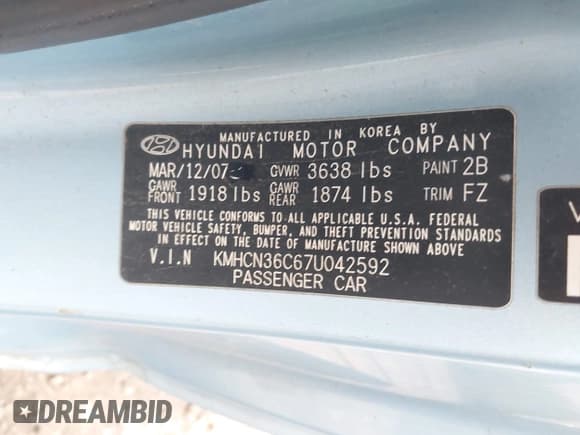 MANUFACTURED IN KOREA BY
HYUNDAI MOTOR COMPANY
MAR/12/07 GVWR 3638 lbs PAINT 2B
GAWR FRONT 1918 lbs GAWR REAR 1874 lbs TRIM FZ
THIS VEHICLE CONFORMS TO ALL APPLICABLE U.S.A. FEDERAL
MOTOR VEHICLE SAFETY, BUMPER, AND THEFT PREVENTION STANDARDS
IN EFFECT ON THE DATE OF MANUFACTURE SHOWN ABOVE
V.I.N KMHCN36C67U042592
PASSENGER CAR
V
DREAMBID